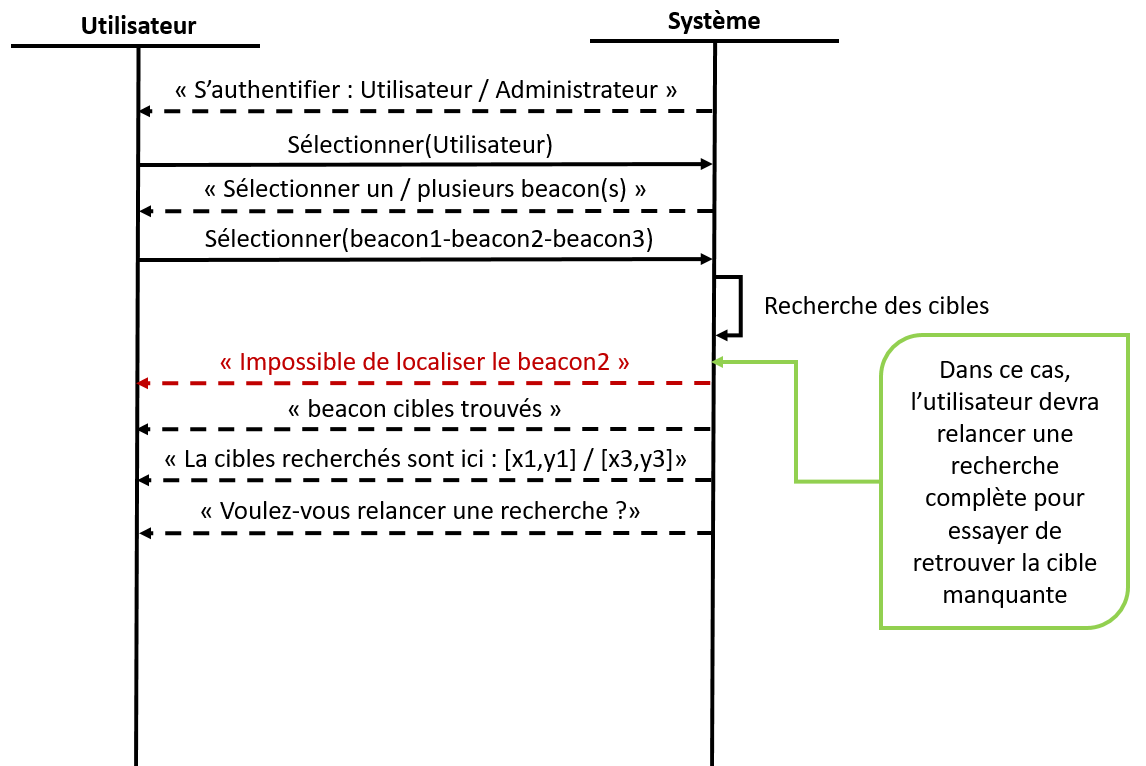 Utilisateur
Système
« S’authentifier : Utilisateur / Administrateur »
Sélectionner(Utilisateur)
« Sélectionner un / plusieurs beacon(s) »
Sélectionner(beacon1-beacon2-beacon3)
Recherche des cibles
« Impossible de localiser le beacon2 »
« beacon cibles trouvés »
« La cibles recherchés sont ici : [x1,y1] / [x3,y3]»
« Voulez-vous relancer une recherche ?»
Dans ce cas,
l’utilisateur devra
relancer une
recherche
complète pour
essayer de
retrouver la cible
manquante